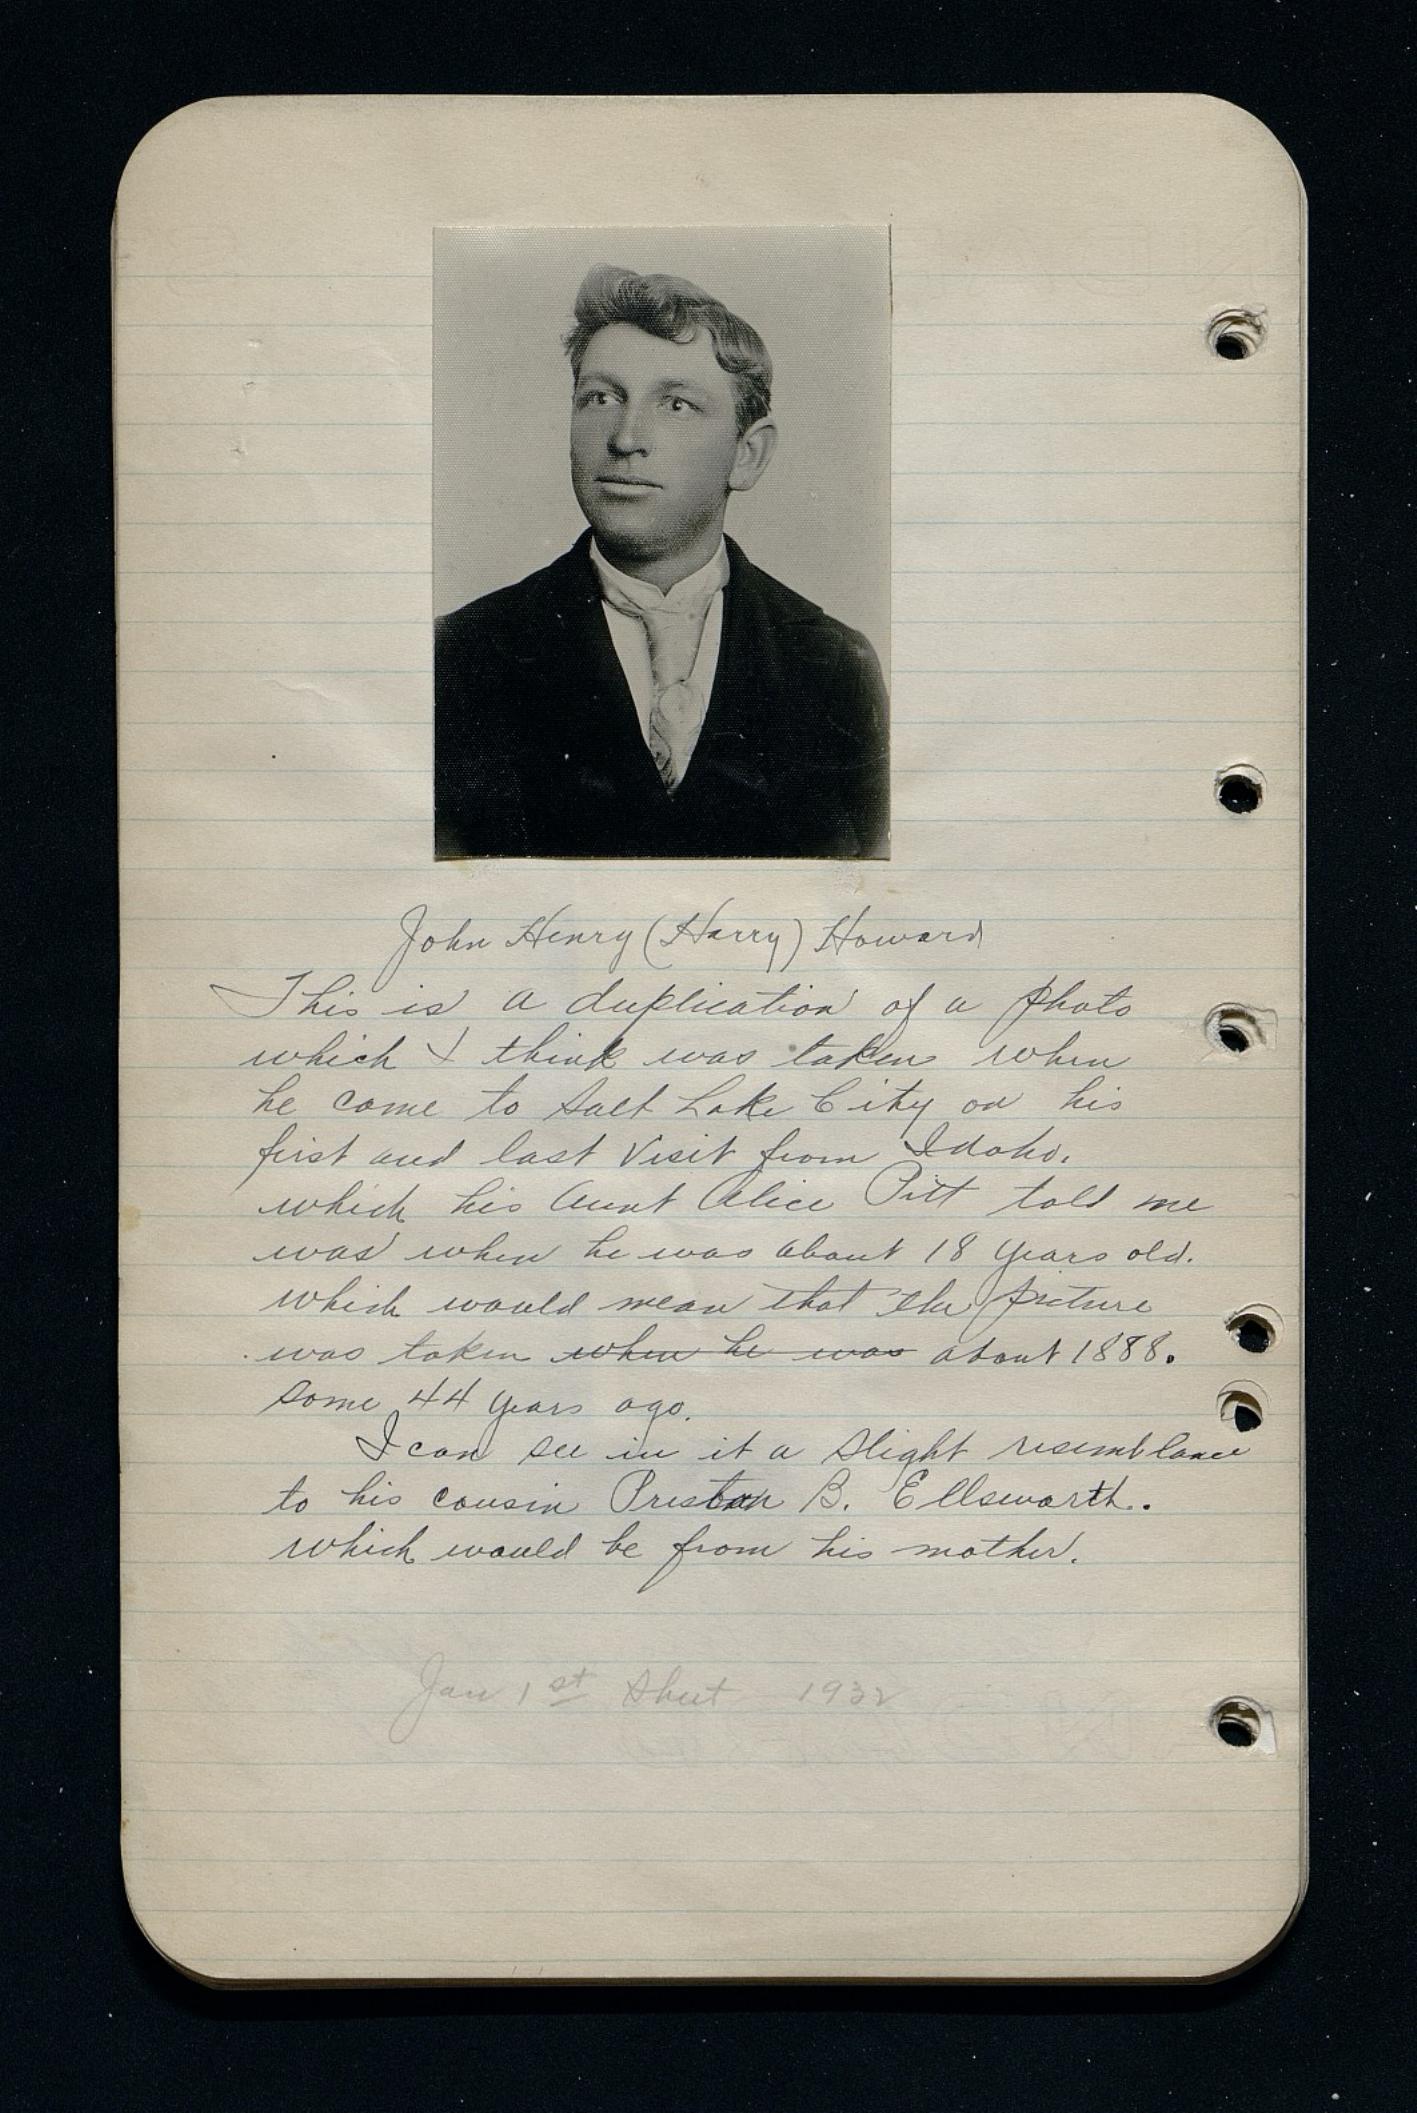 John Henry (Harry) Howard
This is a duplication of a photo
which I think was taken when
he come to Salt Lake City on his
first and last visit from Idaho.
which his Aunt Alice Pitt told me
was when he was about 18 years old.
which would mean that the picture
was taken when he was about 1888.
some 44 years ago.
I can see in it a slight resemblance
to his cousin Preston B. Ellsworth.
which would be from his mother.
Jan 1st Sheet 1932